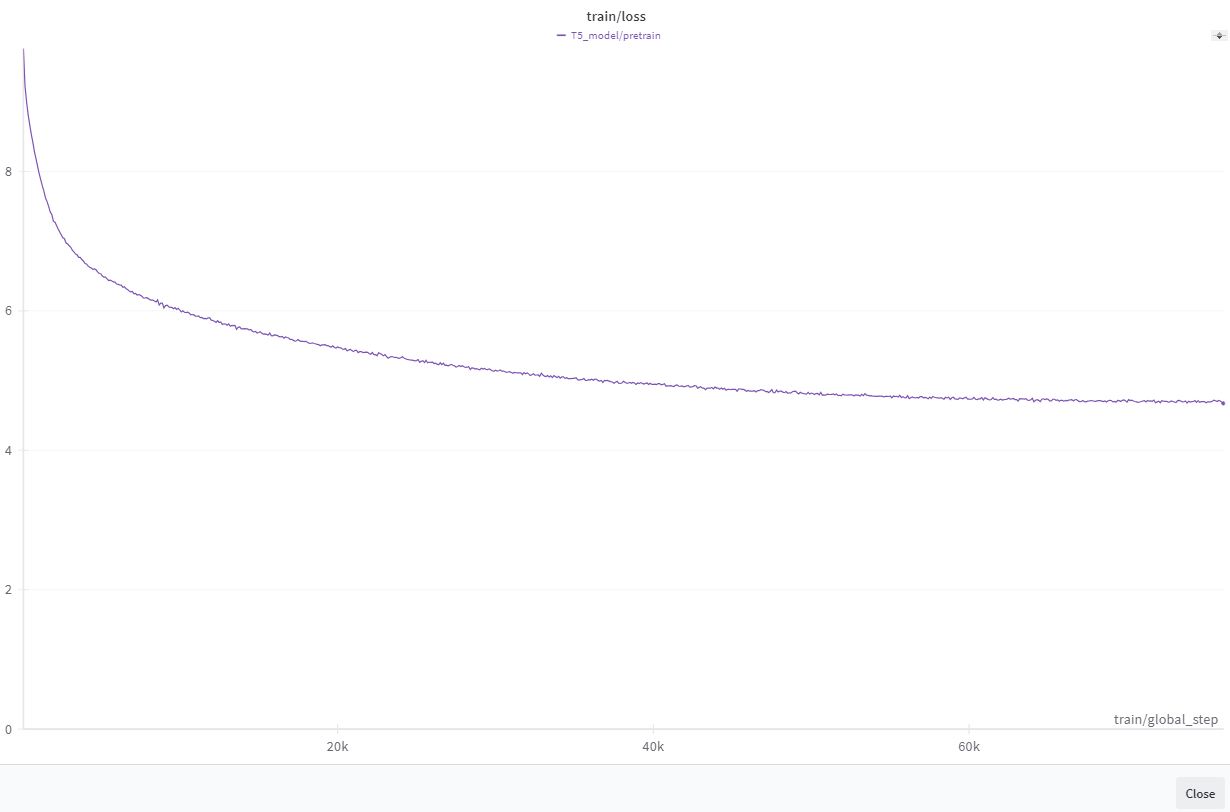 train/loss
T5_model/pretrain
8
6
4
2
0
train/global_step
20k 40k 60k
Close